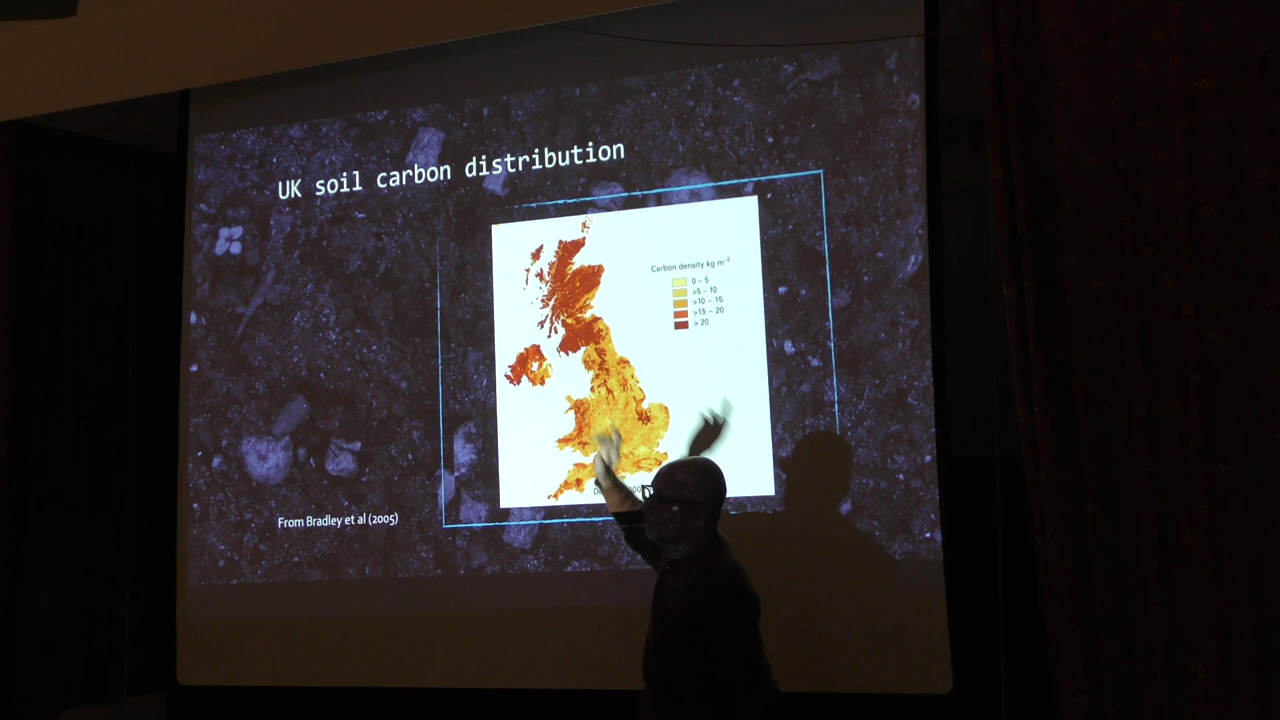 UK soil carbon distribution
Carbon density kg m⁻²
0 – 5
>5 – 10
>10 – 15
>15 – 20
> 20
From Bradley et al (2005)